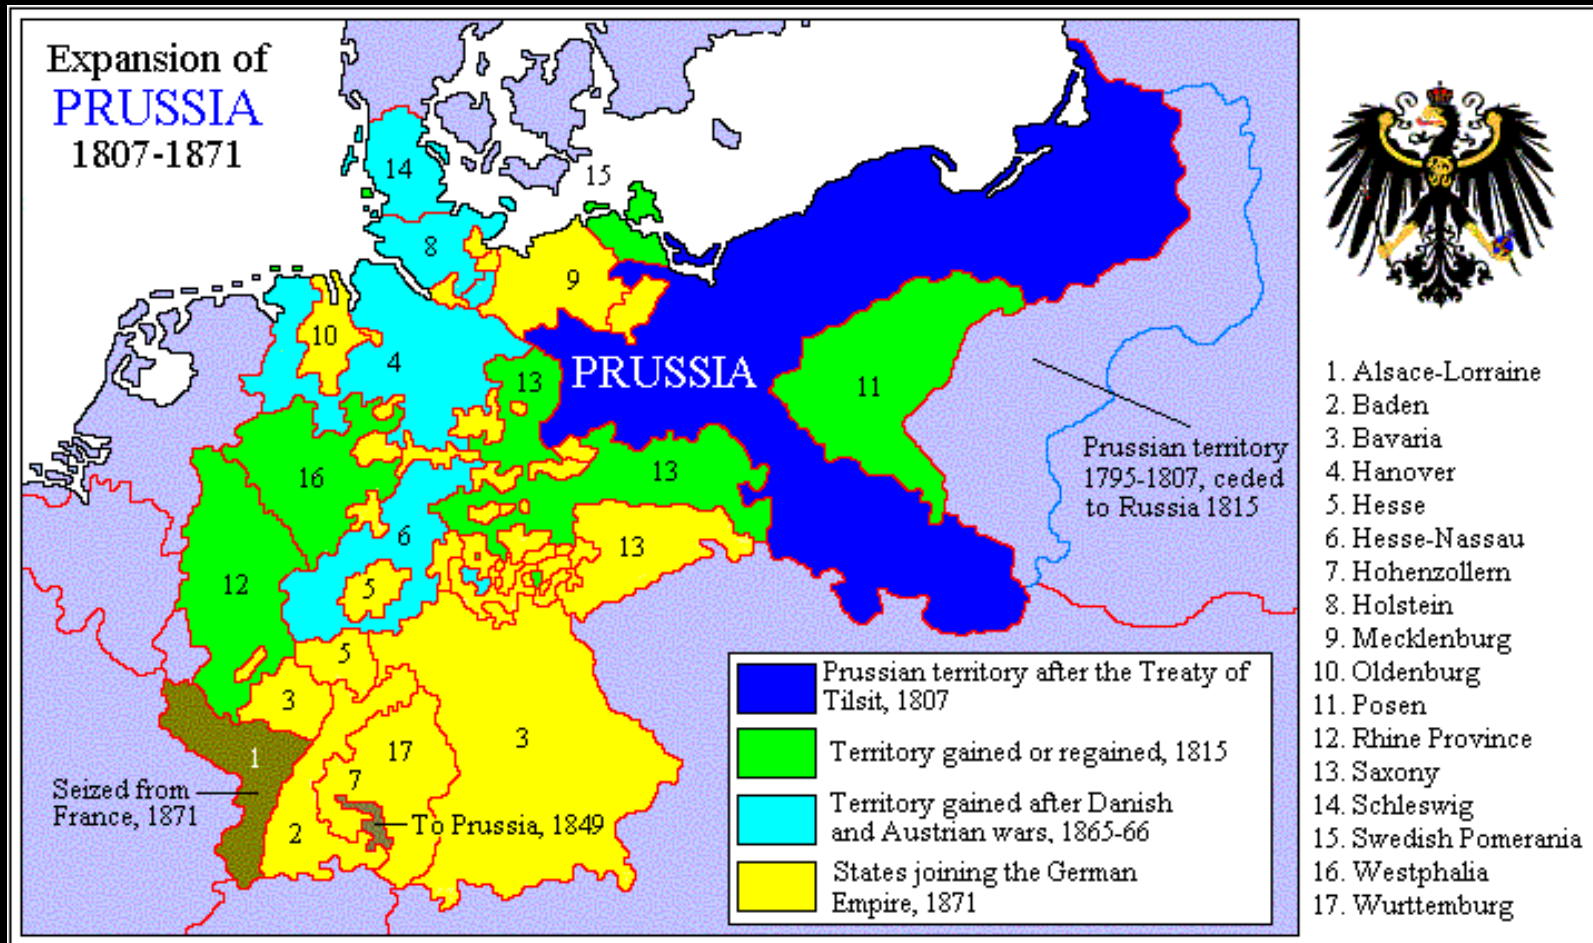 Expansion of
PRUSSIA
1807-1871
14
15
8
9
10
4
13
PRUSSIA
11
Prussian territory
1795-1807, ceded
to Russia 1815
16
13
6
13
12
5
5
3
3
17
1
7
Seized from
France, 1871
To Prussia, 1849
2
Prussian territory after the Treaty of
Tilsit, 1807
Territory gained or regained, 1815
Territory gained after Danish
and Austrian wars, 1865-66
States joining the German
Empire, 1871
1. Alsace-Lorraine
2. Baden
3. Bavaria
4. Hanover
5. Hesse
6. Hesse-Nassau
7. Hohenzollern
8. Holstein
9. Mecklenburg
10. Oldenburg
11. Posen
12. Rhine Province
13. Saxony
14. Schleswig
15. Swedish Pomerania
16. Westphalia
17. Wurttemburg